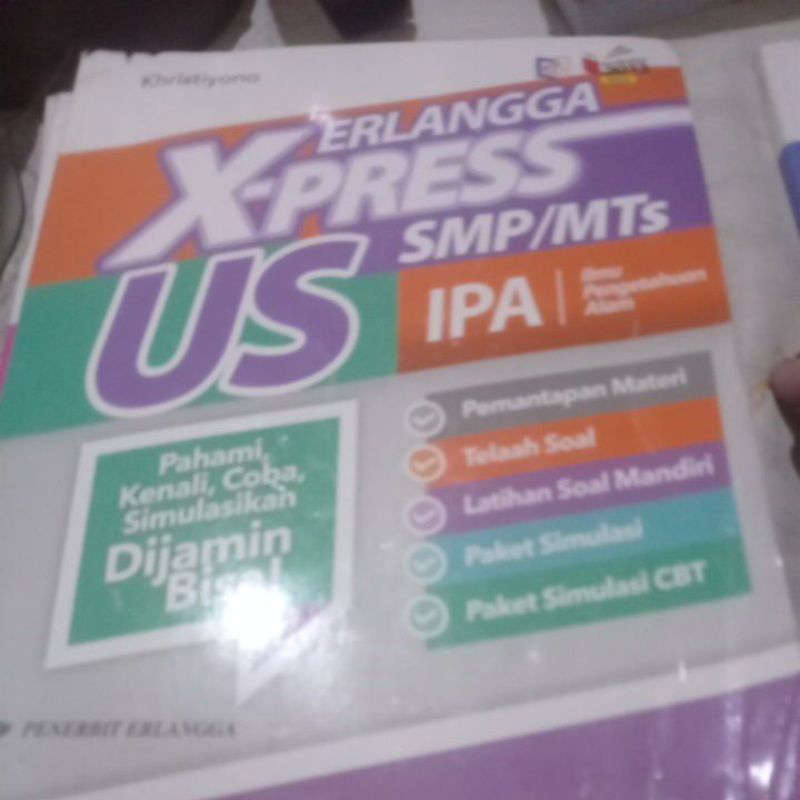 Khristiyono
ERLANGGA
X-PRESS
US SMP/MTs
IPA
Ilmu
Pengetahuan
Alam
Pahami,
Kenali, Coba,
Simulasikan
Dijamin
Bisa!
Pemantapan Materi
Telaah Soal
Latihan Soal Mandiri
Paket Simulasi
Paket Simulasi CBT
PENERBIT ERLANGGA